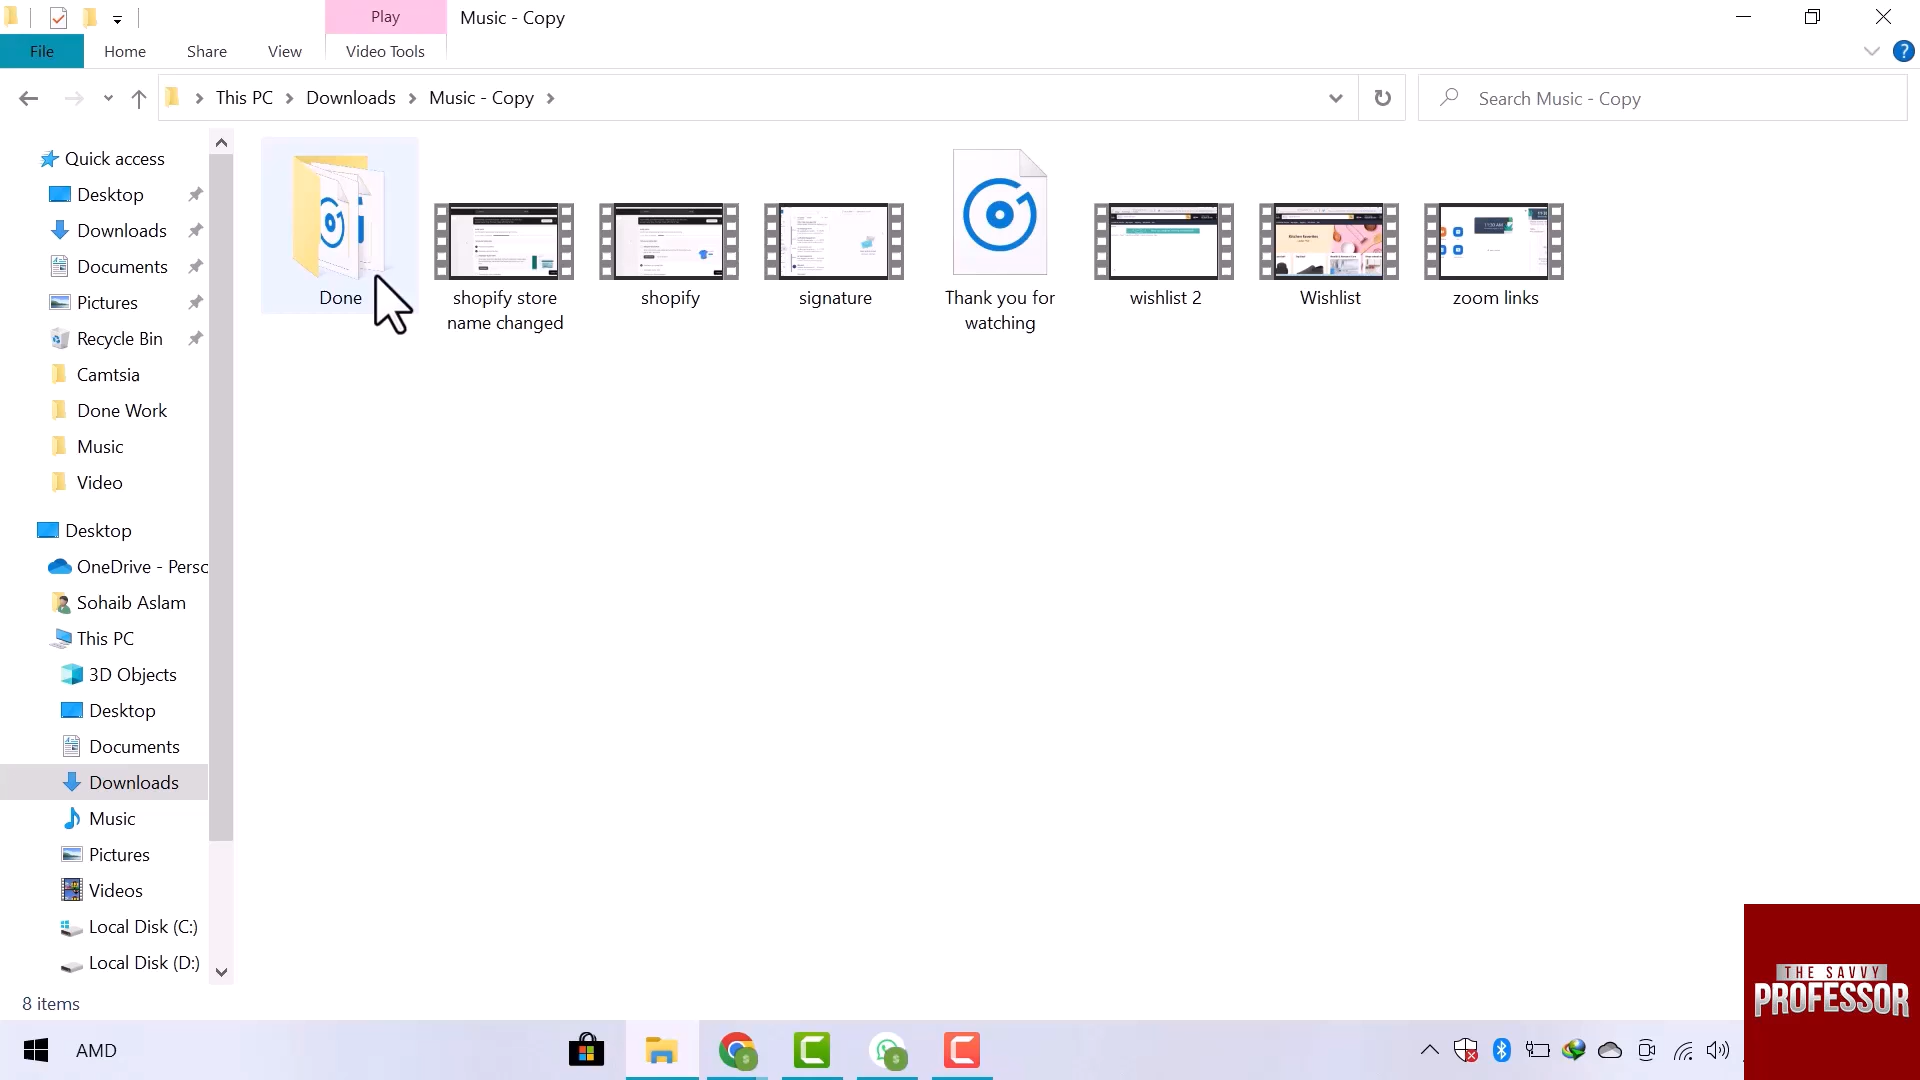 Play
Music - Copy
File
Home
Share
View
Video Tools
This PC
Downloads
Music - Copy
Search Music - Copy
Quick access
Desktop
Downloads
Documents
Pictures
Recycle Bin
Camtsia
Done Work
Music
Video
Desktop
OneDrive - Perso
Sohaib Aslam
This PC
3D Objects
Desktop
Documents
Downloads
Music
Pictures
Videos
Local Disk (C:)
Local Disk (D:)
Done
shopify store
name changed
shopify
signature
Thank you for
watching
wishlist 2
Wishlist
zoom links
8 items
AMD
THE SAVVY
PROFESSOR